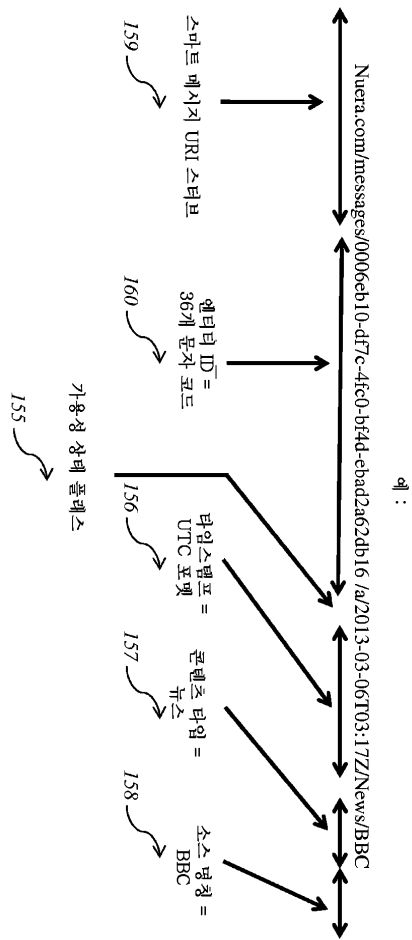 예 :
Nuera.com/messages/0006eb10-df7c-4fc0-bf4d-ebad2a62db16 /a/2013-03-06T03:17Z/News/BBC
스마트 메시지 URI 스터브
159
엔터티 ID =
36개 문자 코드
160
가용성 상태 플래스
155
타임스탬프 =
UTC 포맷
156
콘텐츠 타입 =
뉴스
157
소스 명칭 =
BBC
158